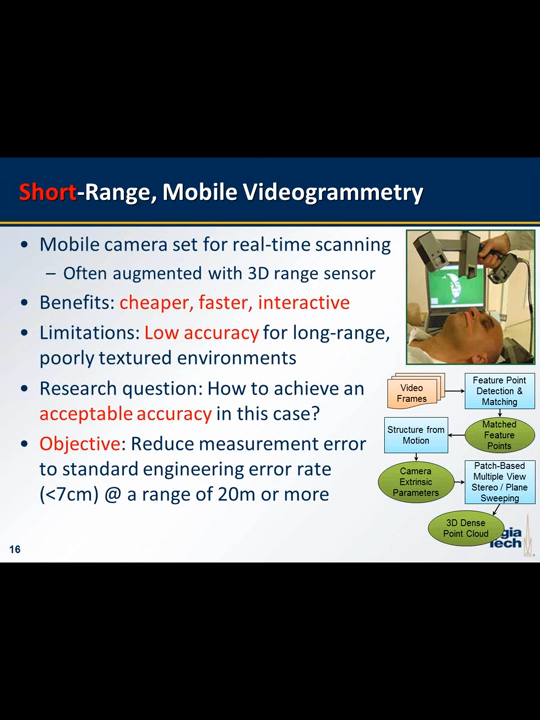 Short-Range, Mobile Videogrammetry
• Mobile camera set for real-time scanning
– Often augmented with 3D range sensor
• Benefits: cheaper, faster, interactive
• Limitations: Low accuracy for long-range,
poorly textured environments
• Research question: How to achieve an
acceptable accuracy in this case?
• Objective: Reduce measurement error
to standard engineering error rate
(<7cm) @ a range of 20m or more
Video
Frames
Feature Point
Detection &
Matching
Structure from
Motion
Matched
Feature
Points
Camera
Extrinsic
Parameters
Patch-Based
Multiple View
Stereo / Plane
Sweeping
3D Dense
Point Cloud
gia
Tech
16